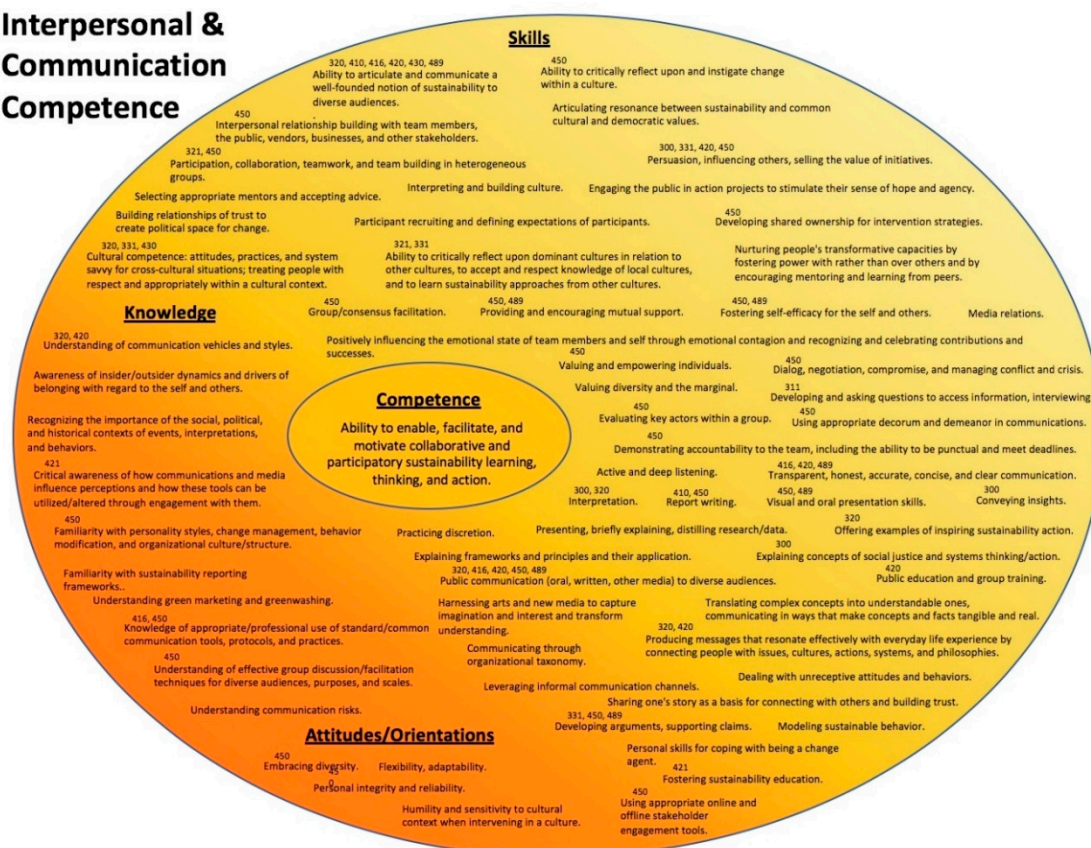 Interpersonal &
Communication
Competence
Skills
320, 410, 416, 420, 430, 489
Ability to articulate and communicate a
well-founded notion of sustainability to
diverse audiences.
450
Ability to critically reflect upon and instigate change
within a culture.
Articulating resonance between sustainability and common
cultural and democratic values.
450
Interpersonal relationship building with team members,
the public, vendors, businesses, and other stakeholders.
321, 450
Participation, collaboration, teamwork, and team building in heterogeneous
groups.
300, 331, 420, 450
Persuasion, influencing others, selling the value of initiatives.
Selecting appropriate mentors and accepting advice.
Interpreting and building culture.
Engaging the public in action projects to stimulate their sense of hope and agency.
Building relationships of trust to
create political space for change.
Participant recruiting and defining expectations of participants.
450
Developing shared ownership for intervention strategies.
320, 331, 430
Cultural competence: attitudes, practices, and system
savvy for cross-cultural situations; treating people with
respect and appropriately within a cultural context.
321, 331
Ability to critically reflect upon dominant cultures in relation to
other cultures, to accept and respect knowledge of local cultures,
and to learn sustainability approaches from other cultures.
Nurturing people's transformative capacities by
fostering power with rather than over others and by
encouraging mentoring and learning from peers.
450
Group/consensus facilitation.
450, 489
Providing and encouraging mutual support.
450, 489
Fostering self-efficacy for the self and others.
Media relations.
Positively influencing the emotional state of team members and self through emotional contagion and recognizing and celebrating contributions and
successes.
450
Valuing and empowering individuals.
450
Dialog, negotiation, compromise, and managing conflict and crisis.
Valuing diversity and the marginal.
311
Developing and asking questions to access information, interviewing.
450
Evaluating key actors within a group.
450
Using appropriate decorum and demeanor in communications.
450
Demonstrating accountability to the team, including the ability to be punctual and meet deadlines.
Active and deep listening.
416, 420, 489
Transparent, honest, accurate, concise, and clear communication.
300, 320
Interpretation.
410, 450
Report writing.
450, 489
Visual and oral presentation skills.
300
Conveying insights.
Practicing discretion.
Presenting, briefly explaining, distilling research/data.
320
Offering examples of inspiring sustainability action.
Explaining frameworks and principles and their application.
300
Explaining concepts of social justice and systems thinking/action.
320, 416, 420, 450, 489
Public communication (oral, written, other media) to diverse audiences.
420
Public education and group training.
Harnessing arts and new media to capture
imagination and interest and transform
understanding.
Translating complex concepts into understandable ones,
communicating in ways that make concepts and facts tangible and real.
320, 420
Producing messages that resonate effectively with everyday life experience by
connecting people with issues, cultures, actions, systems, and philosophies.
Communicating through
organizational taxonomy.
Dealing with unreceptive attitudes and behaviors.
Leveraging informal communication channels.
Sharing one's story as a basis for connecting with others and building trust.
331, 450, 489
Developing arguments, supporting claims.
Modeling sustainable behavior.
Personal skills for coping with being a change
agent.
421
Fostering sustainability education.
450
Using appropriate online and
offline stakeholder
engagement tools.
Knowledge
320, 420
Understanding of communication vehicles and styles.
Awareness of insider/outsider dynamics and drivers of
belonging with regard to the self and others.
Recognizing the importance of the social, political,
and historical contexts of events, interpretations,
and behaviors.
421
Critical awareness of how communications and media
influence perceptions and how these tools can be
utilized/altered through engagement with them.
450
Familiarity with personality styles, change management, behavior
modification, and organizational culture/structure.
Familiarity with sustainability reporting
frameworks..
Understanding green marketing and greenwashing.
416, 450
Knowledge of appropriate/professional use of standard/common
communication tools, protocols, and practices.
450
Understanding of effective group discussion/facilitation
techniques for diverse audiences, purposes, and scales.
Understanding communication risks.
Competence
Ability to enable, facilitate, and
motivate collaborative and
participatory sustainability learning,
thinking, and action.
Attitudes/Orientations
450
Embracing diversity.
Flexibility, adaptability.
45
0
Personal integrity and reliability.
Humility and sensitivity to cultural
context when intervening in a culture.